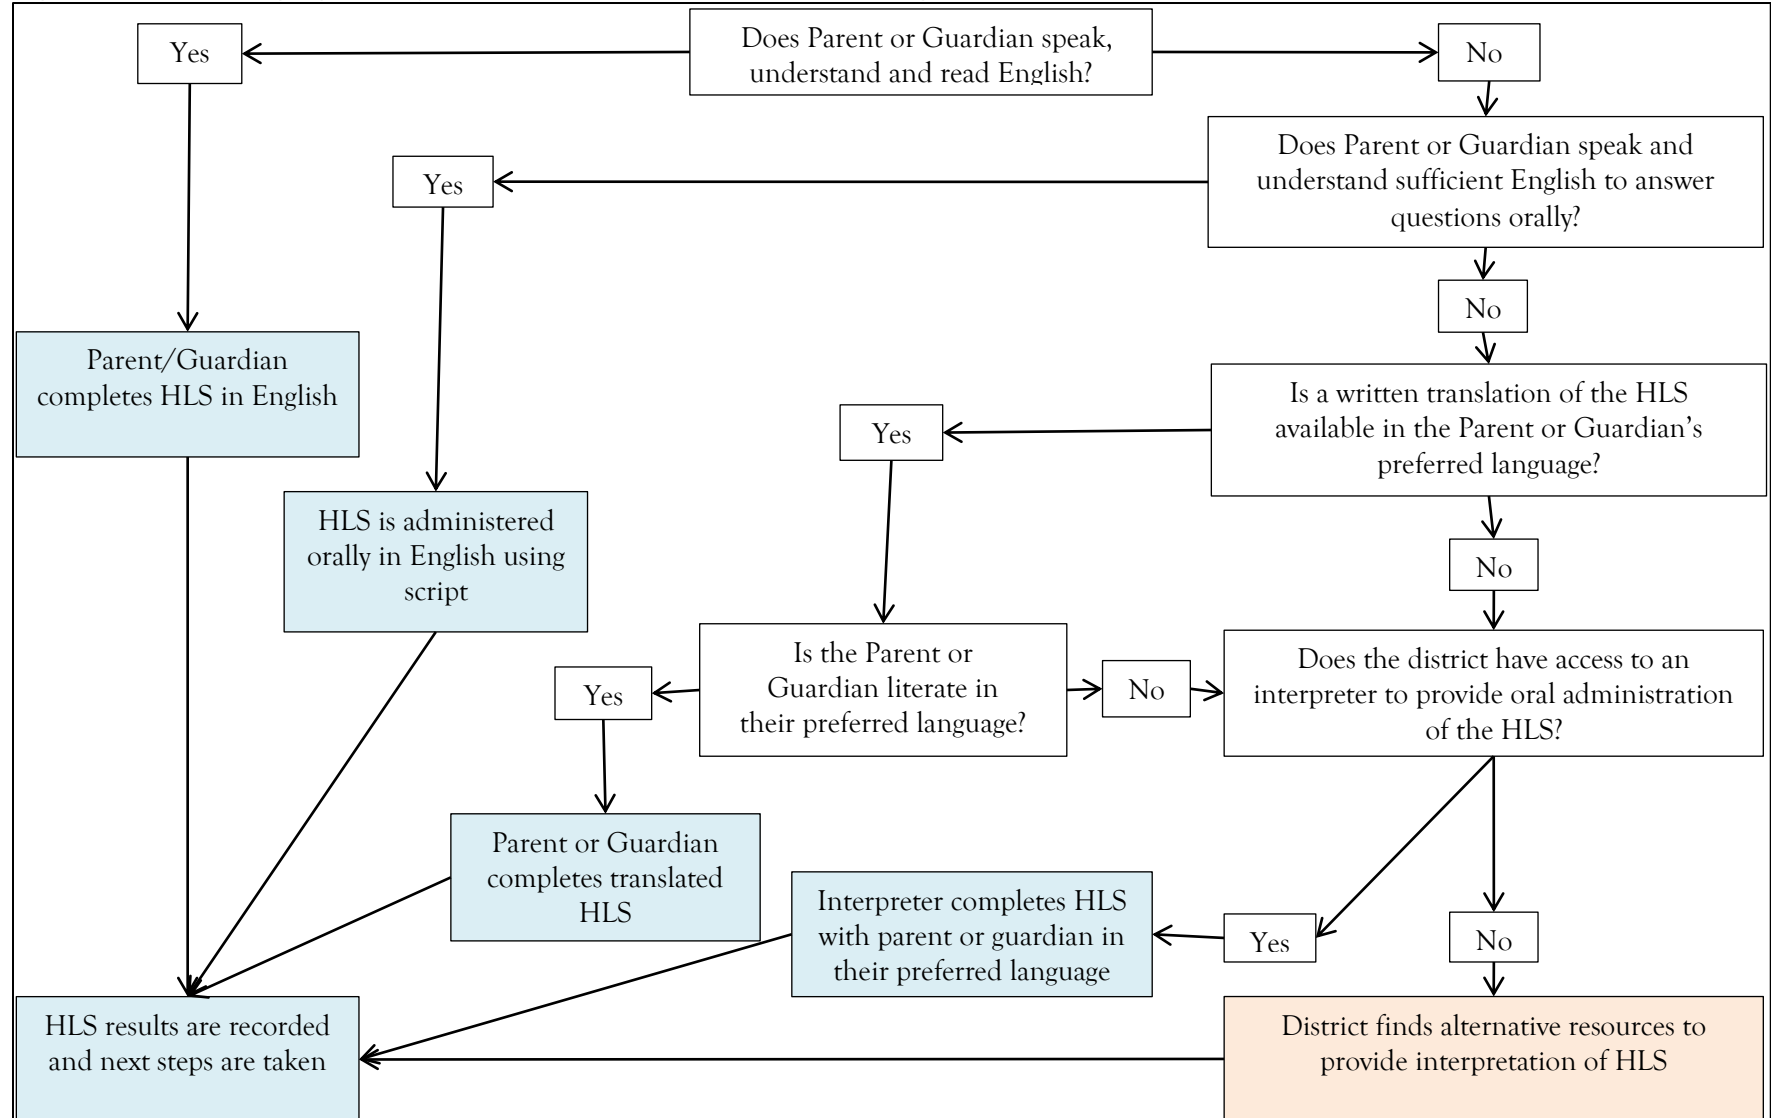 Yes
Does Parent or Guardian speak,
understand and read English?
No
Does Parent or Guardian speak and
understand sufficient English to answer
questions orally?
Yes
No
Parent/Guardian
completes HLS in English
Is a written translation of the HLS
available in the Parent or Guardian's
preferred language?
Yes
HLS is administered
orally in English using
script
No
Is the Parent or
Guardian literate in
their preferred language?
Yes
No
Does the district have access to an
interpreter to provide oral administration
of the HLS?
Parent or Guardian
completes translated
HLS
Interpreter completes HLS
with parent or guardian in
their preferred language
Yes
No
HLS results are recorded
and next steps are taken
District finds alternative resources to
provide interpretation of HLS